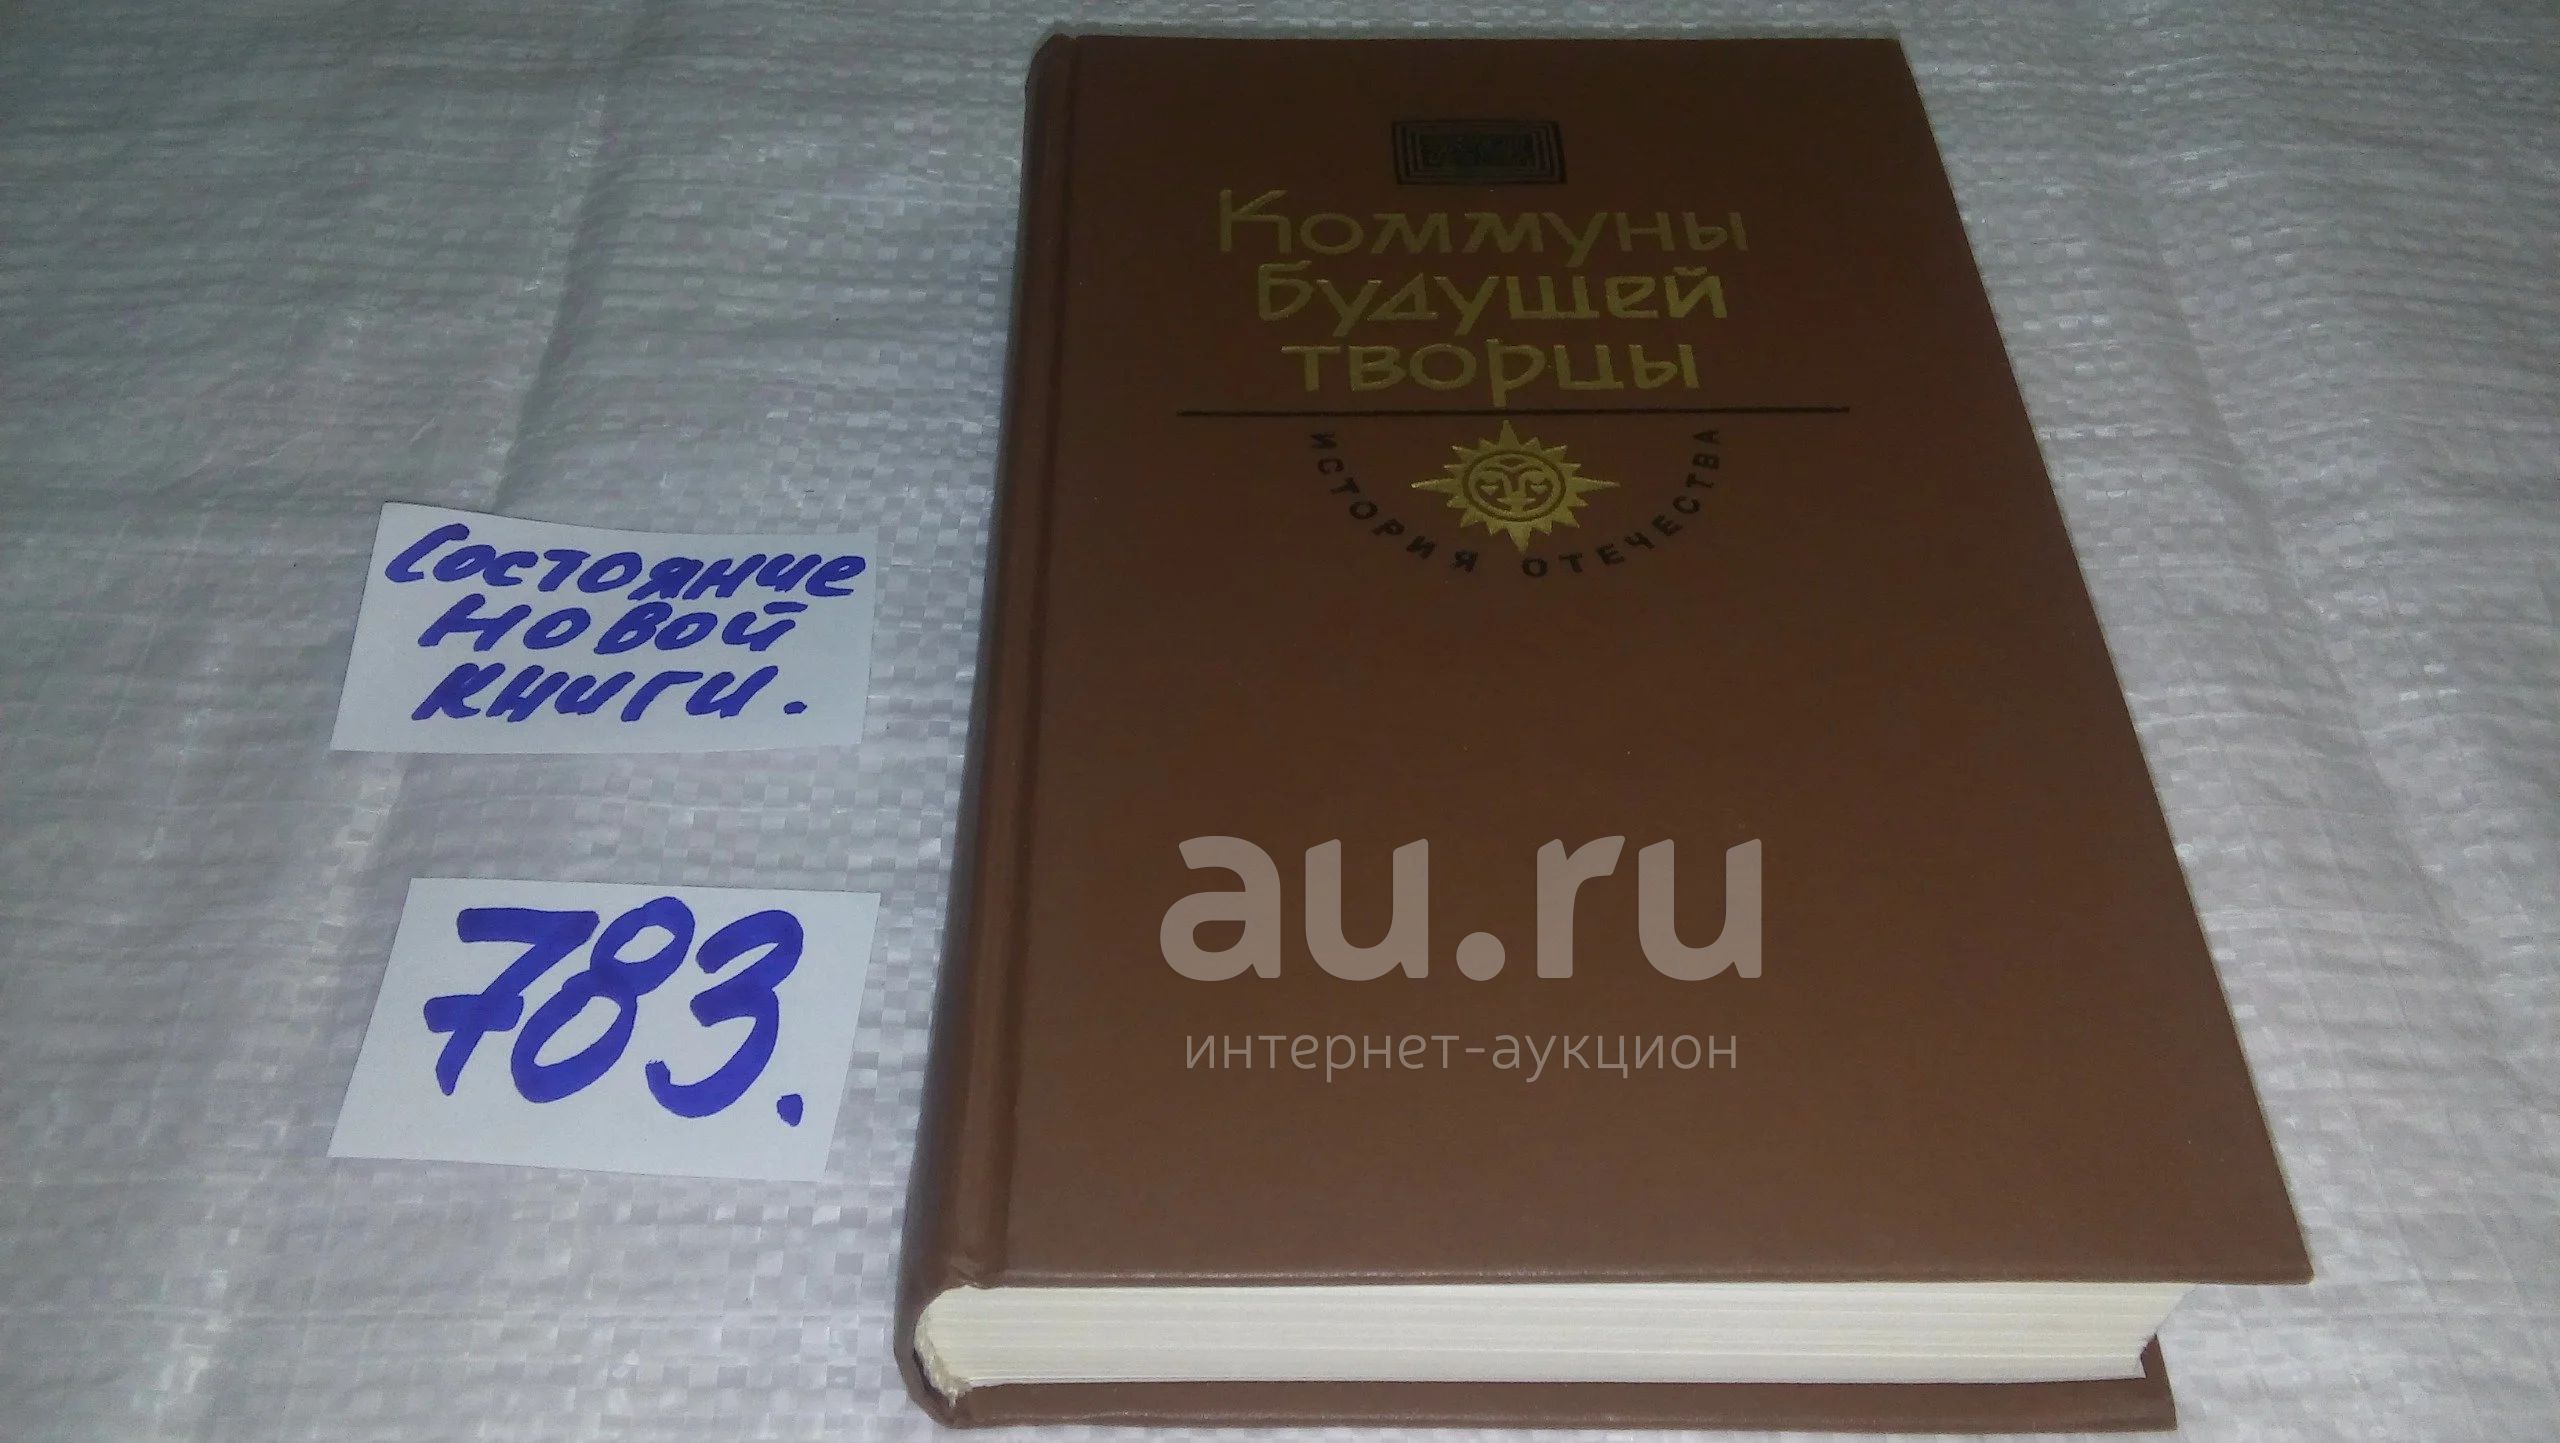 Коммуны
будущей
творцы
ИСТОРИЯ ОТЕЧЕСТВА
Состояние
новой
книги.
783.
au.ru
интернет-аукцион